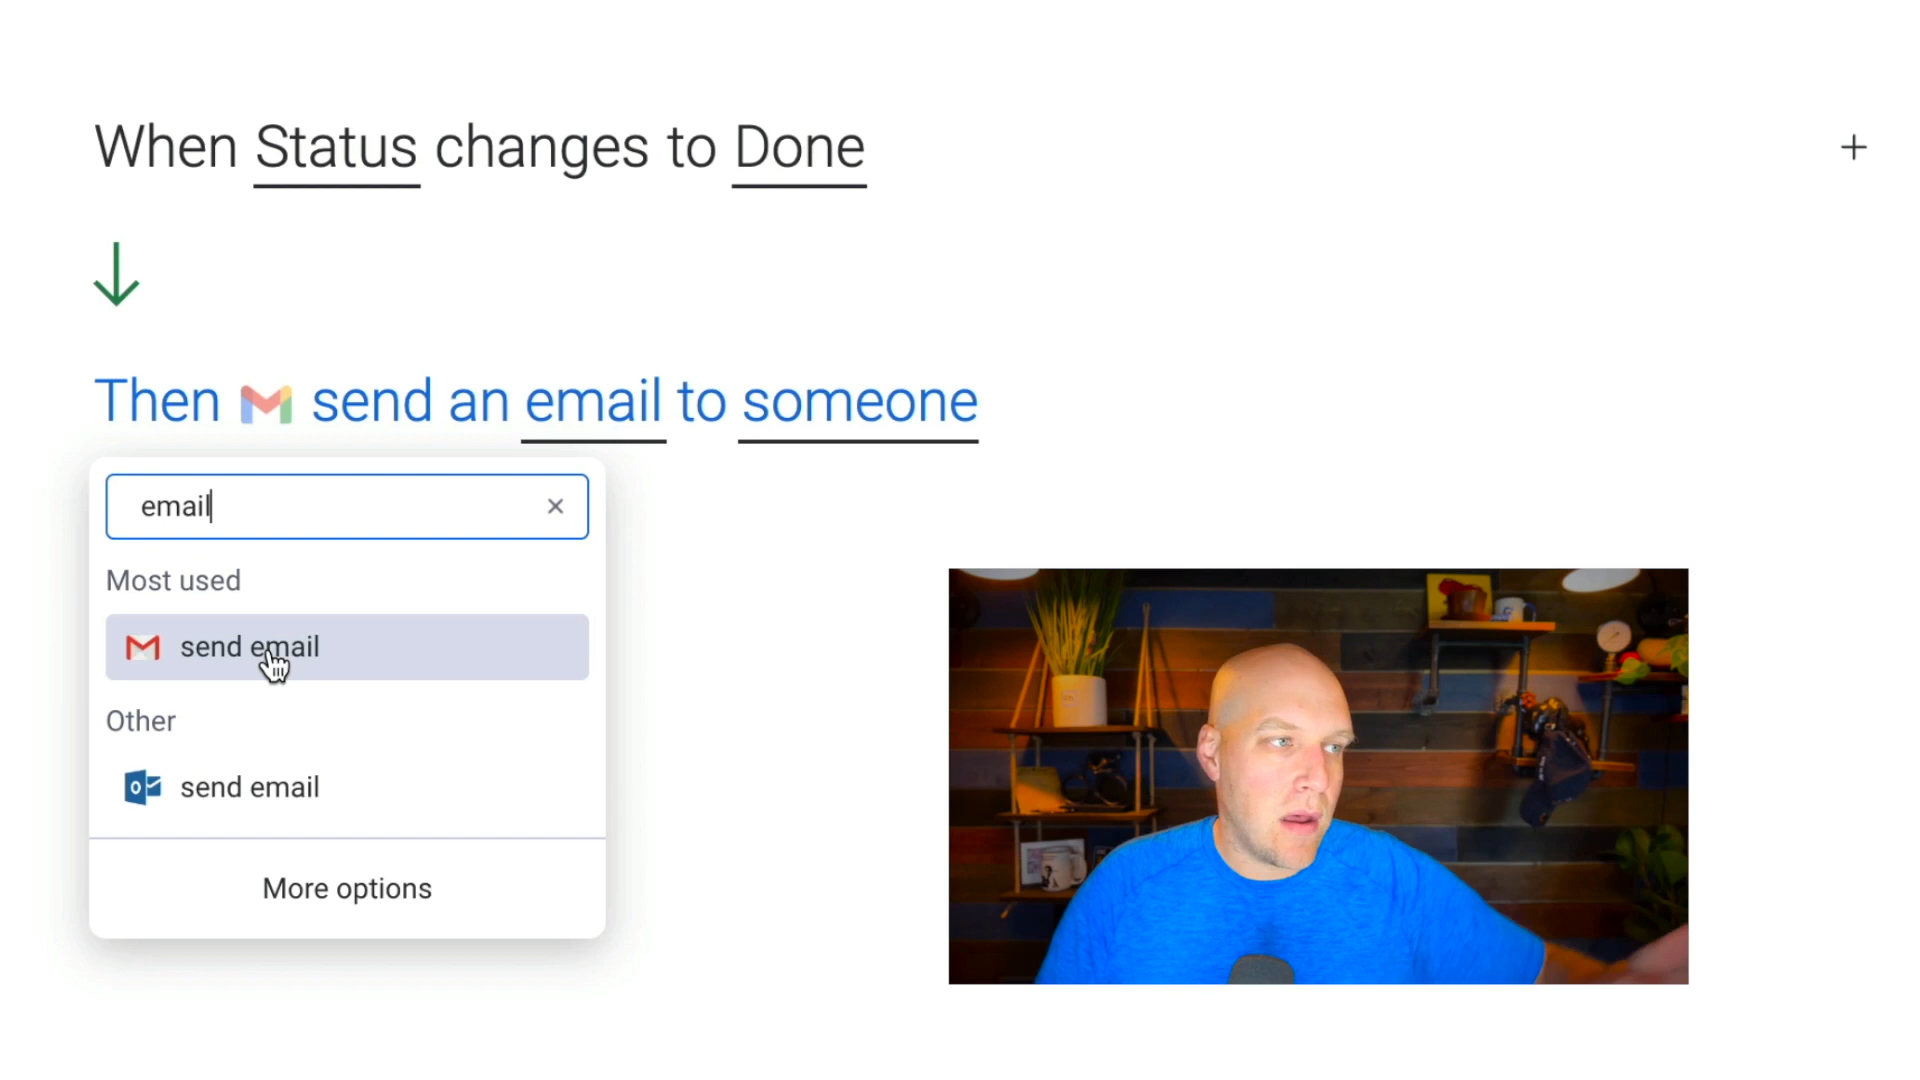 When Status changes to Done
Then send an email to someone
email
Most used
send email
Other
send email
More options